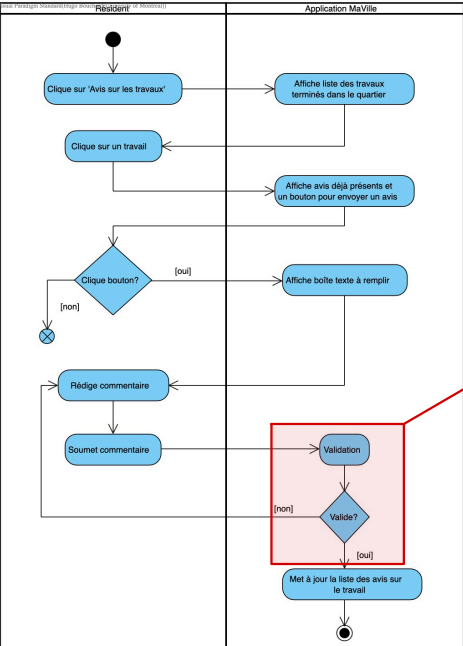 Résident
Application MaVille
Clique sur 'Avis sur les travaux'
Affiche liste des travaux
terminés dans le quartier
Clique sur un travail
Affiche avis déjà présents et
un bouton pour envoyer un avis
Clique bouton?
[oui]
Affiche boîte texte à remplir
[non]
Rédige commentaire
Soumet commentaire
Validation
[non]
Valide?
[oui]
Met à jour la liste des avis sur
le travail